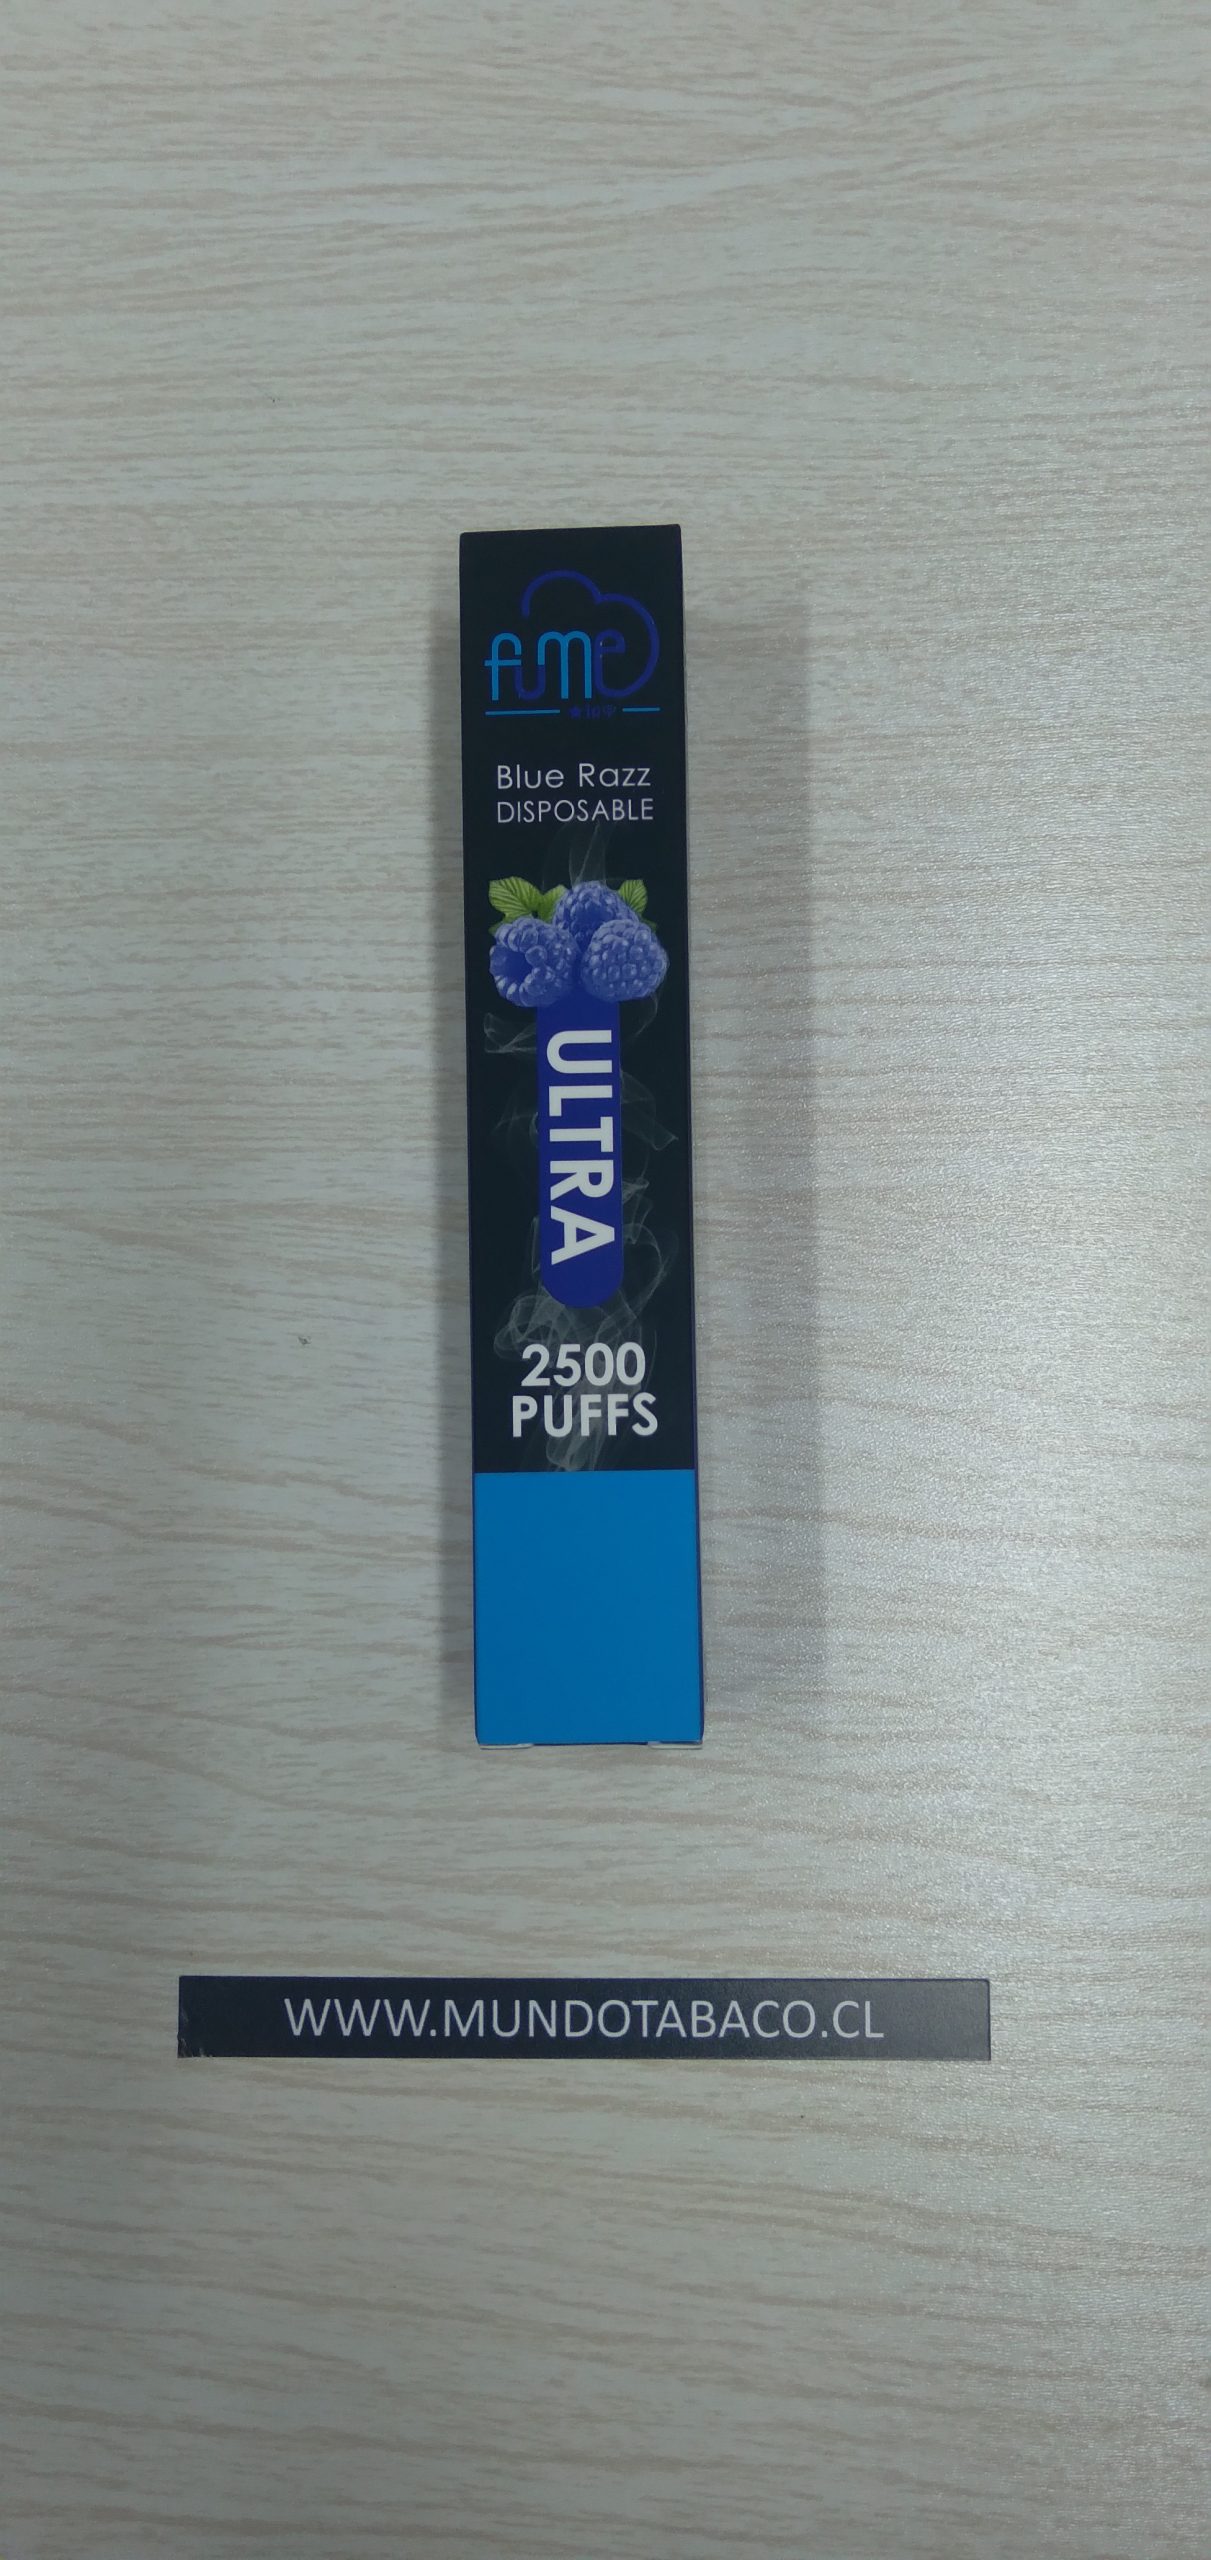 fume
Blue Razz
DISPOSABLE
ULTRA
2500
PUFFS
WWW.MUNDOTABACO.CL